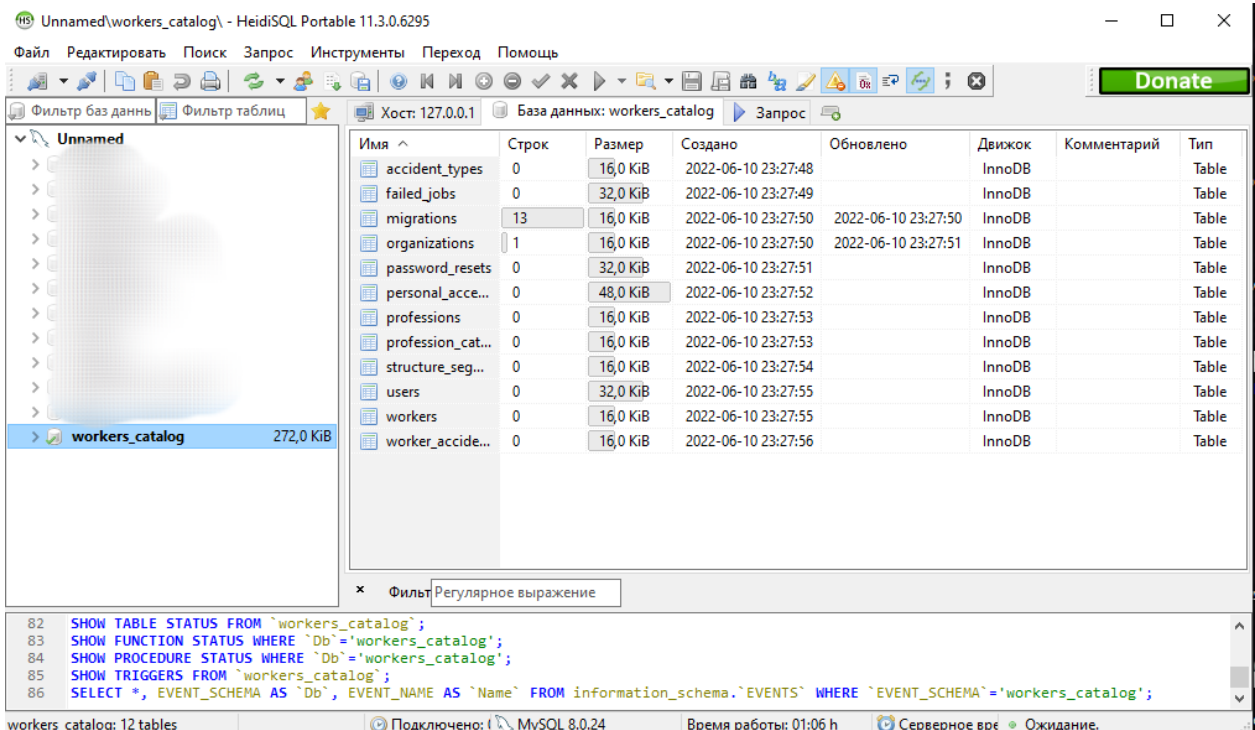 Unnamed\workers_catalog\ - HeidiSQL Portable 11.3.0.6295
Файл Редактировать Поиск Запрос Инструменты Переход Помощь
Donate
Фильтр баз даннь Фильтр таблиц Хост: 127.0.0.1 База данных: workers_catalog Запрос
Unnamed
workers_catalog 272,0 KiB
Имя Строк Размер Создано Обновлено Движок Комментарий Тип
accident_types 0 16,0 KiB 2022-06-10 23:27:48 InnoDB Table
failed_jobs 0 32,0 KiB 2022-06-10 23:27:49 InnoDB Table
migrations 13 16,0 KiB 2022-06-10 23:27:50 2022-06-10 23:27:50 InnoDB Table
organizations 1 16,0 KiB 2022-06-10 23:27:50 2022-06-10 23:27:51 InnoDB Table
password_resets 0 32,0 KiB 2022-06-10 23:27:51 InnoDB Table
personal_acce... 0 48,0 KiB 2022-06-10 23:27:52 InnoDB Table
professions 0 16,0 KiB 2022-06-10 23:27:53 InnoDB Table
profession_cat... 0 16,0 KiB 2022-06-10 23:27:53 InnoDB Table
structure_seg... 0 16,0 KiB 2022-06-10 23:27:54 InnoDB Table
users 0 32,0 KiB 2022-06-10 23:27:55 InnoDB Table
workers 0 16,0 KiB 2022-06-10 23:27:55 InnoDB Table
worker_accide... 0 16,0 KiB 2022-06-10 23:27:56 InnoDB Table
× Фильт Регулярное выражение
82 SHOW TABLE STATUS FROM `workers_catalog`;
83 SHOW FUNCTION STATUS WHERE `Db`='workers_catalog';
84 SHOW PROCEDURE STATUS WHERE `Db`='workers_catalog';
85 SHOW TRIGGERS FROM `workers_catalog`;
86 SELECT *, EVENT_SCHEMA AS `Db`, EVENT_NAME AS `Name` FROM information_schema.`EVENTS` WHERE `EVENT_SCHEMA`='workers_catalog';
workers_catalog: 12 tables Подключено: ( MySQL 8.0.24 Время работы: 01:06 h Серверное вре Ожидание.